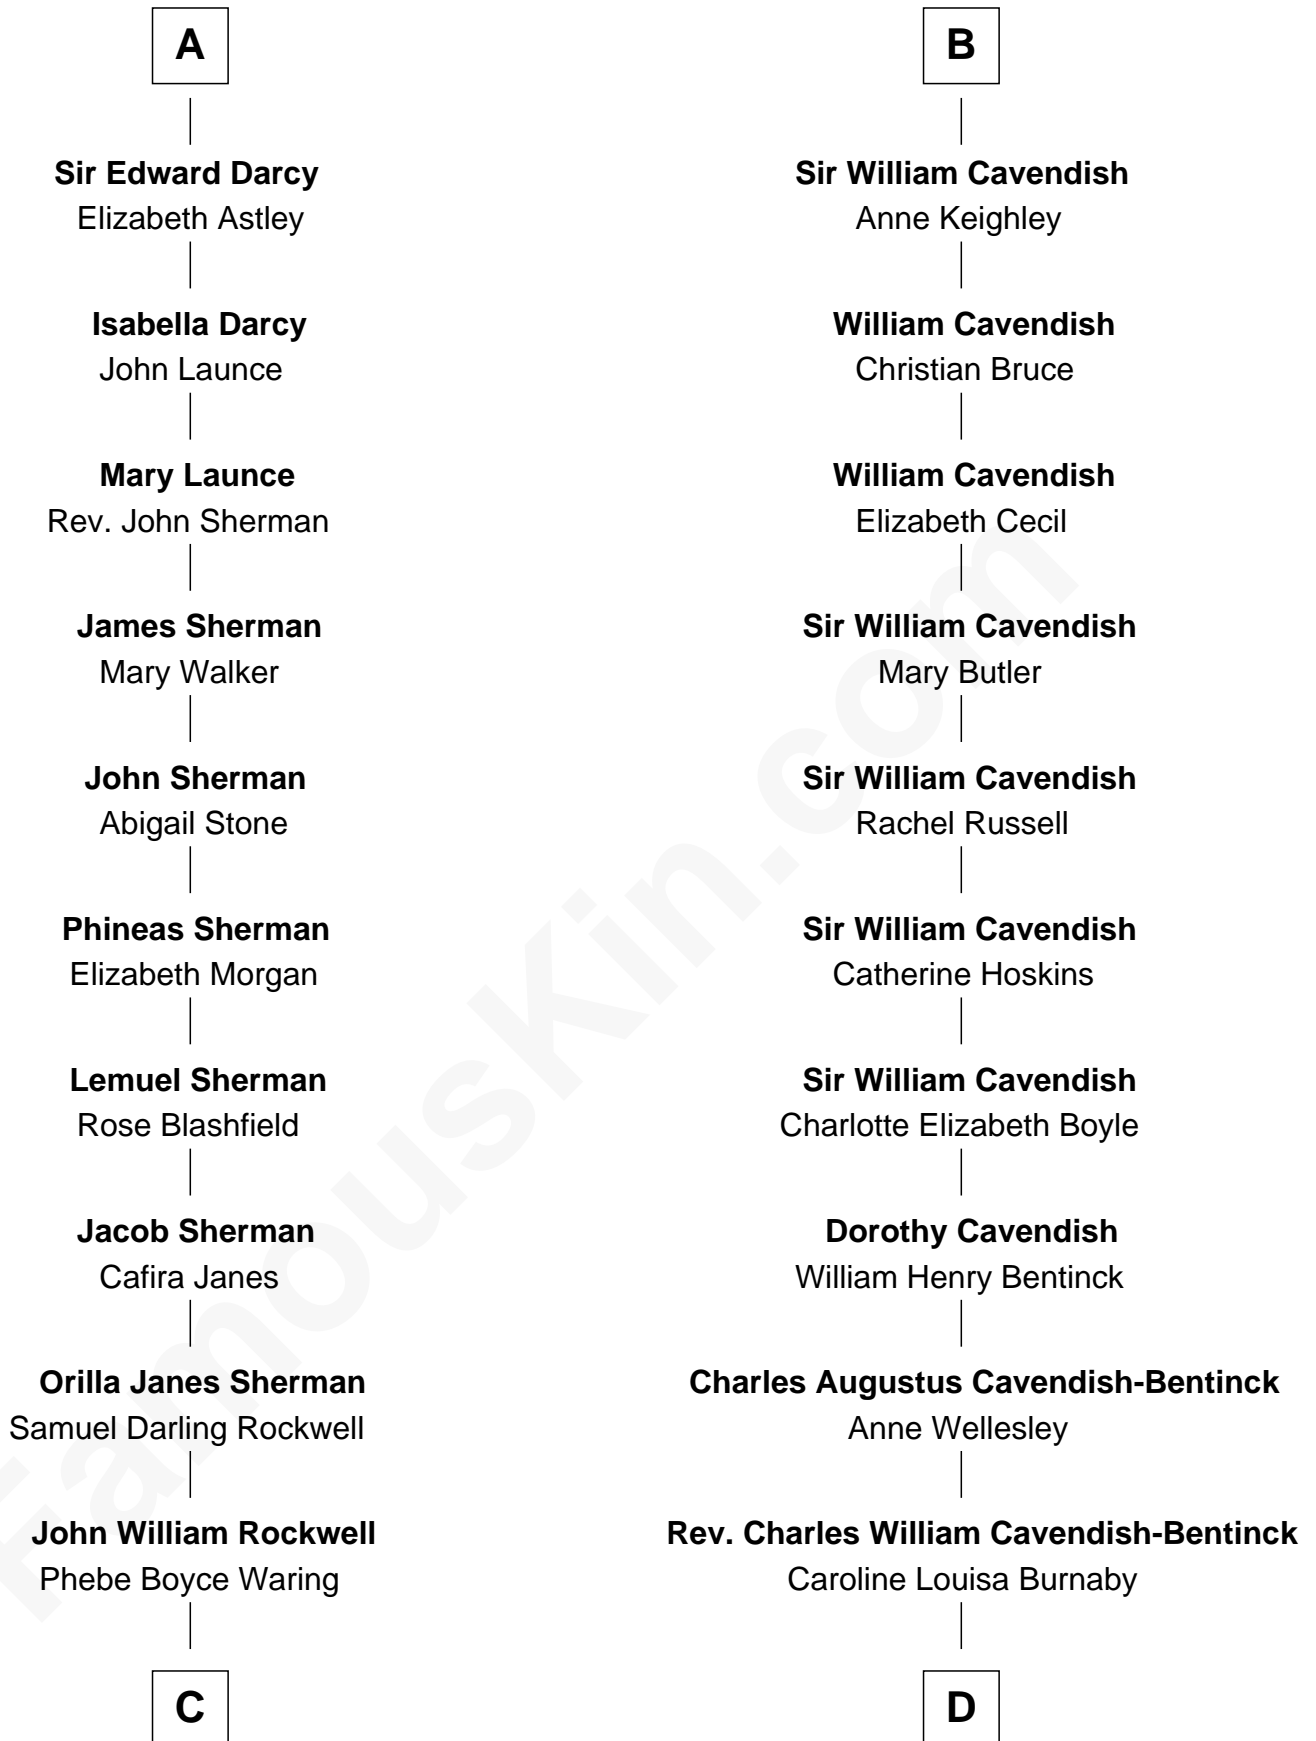 A
Sir Edward Darcy
Elizabeth Astley
Isabella Darcy
John Launce
Mary Launce
Rev. John Sherman
James Sherman
Mary Walker
John Sherman
Abigail Stone
Phineas Sherman
Elizabeth Morgan
Lemuel Sherman
Rose Blashfield
Jacob Sherman
Cafira Janes
Orilla Janes Sherman
Samuel Darling Rockwell
John William Rockwell
Phebe Boyce Waring
C
B
Sir William Cavendish
Anne Keighley
William Cavendish
Christian Bruce
William Cavendish
Elizabeth Cecil
Sir William Cavendish
Mary Butler
Sir William Cavendish
Rachel Russell
Sir William Cavendish
Catherine Hoskins
Sir William Cavendish
Charlotte Elizabeth Boyle
Dorothy Cavendish
William Henry Bentinck
Charles Augustus Cavendish-Bentinck
Anne Wellesley
Rev. Charles William Cavendish-Bentinck
Caroline Louisa Burnaby
D
FamousKin.com